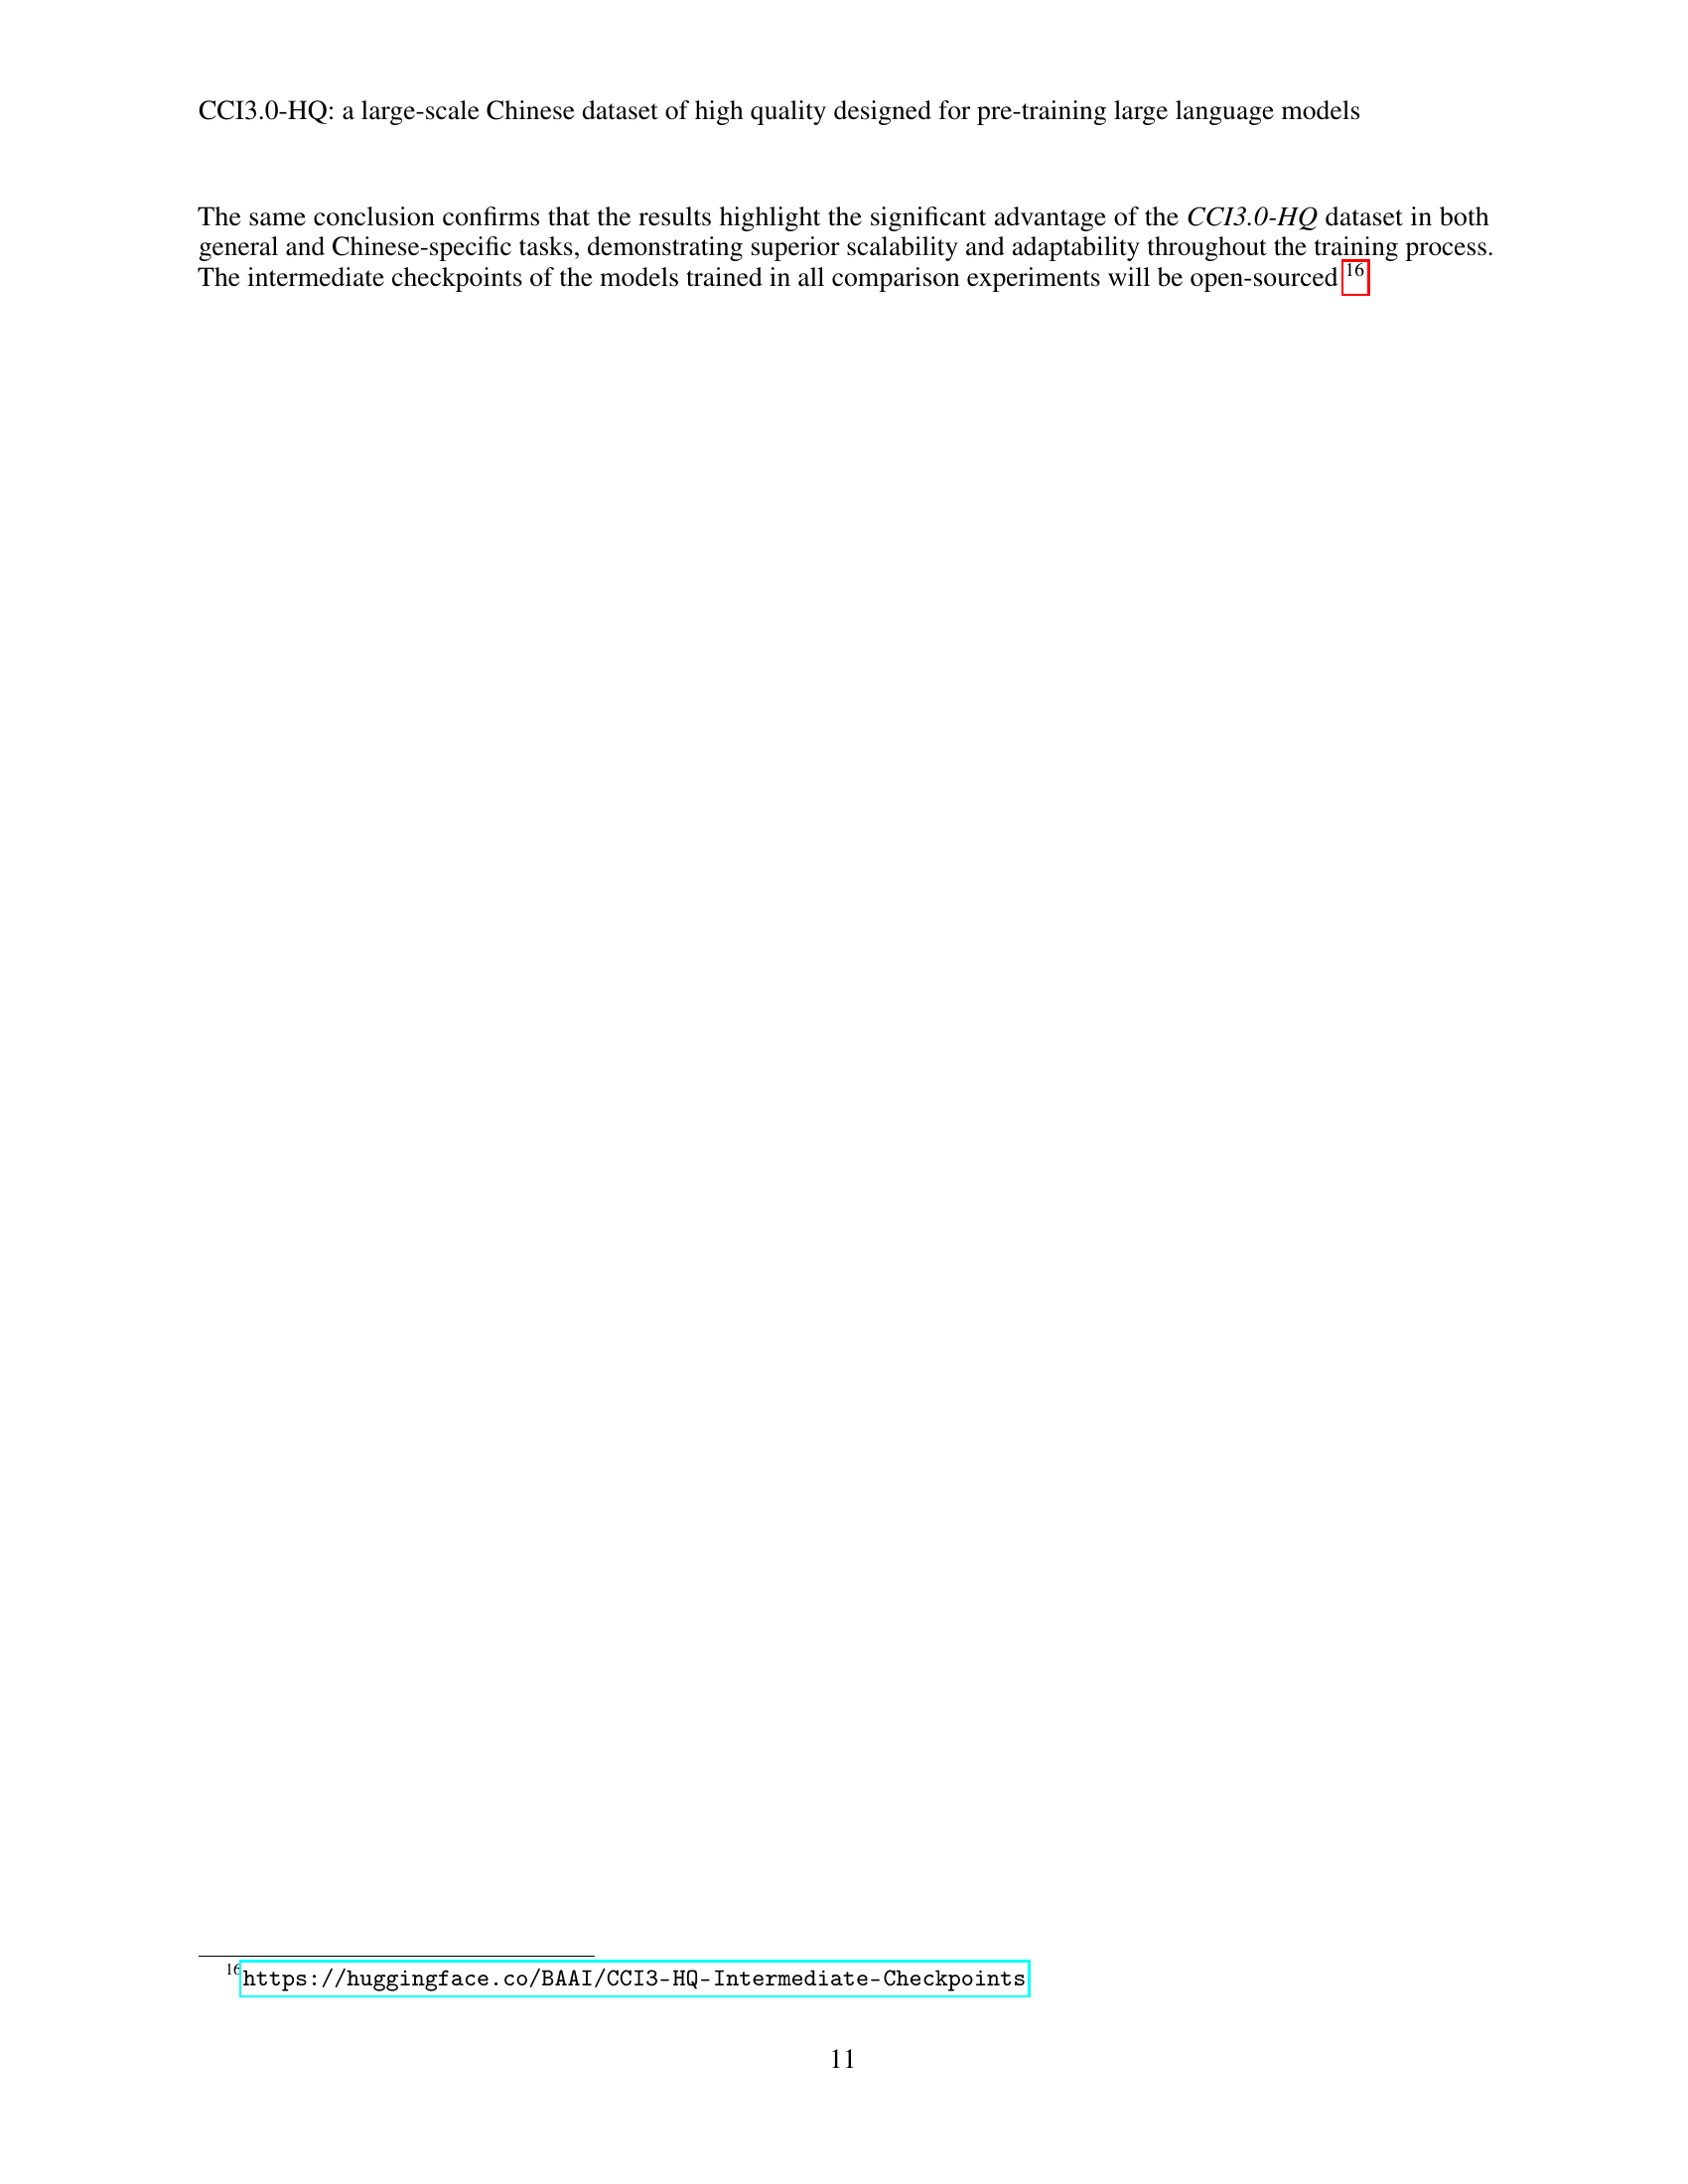 CCI3.0-HQ: a large-scale Chinese dataset of high quality designed for pre-training large language models
The same conclusion confirms that the results highlight the significant advantage of the CCI3.0-HQ dataset in both
general and Chinese-specific tasks, demonstrating superior scalability and adaptability throughout the training process.
The intermediate checkpoints of the models trained in all comparison experiments will be open-sourced 16
16 https://huggingface.co/BAAI/CCI3-HQ-Intermediate-Checkpoints
11